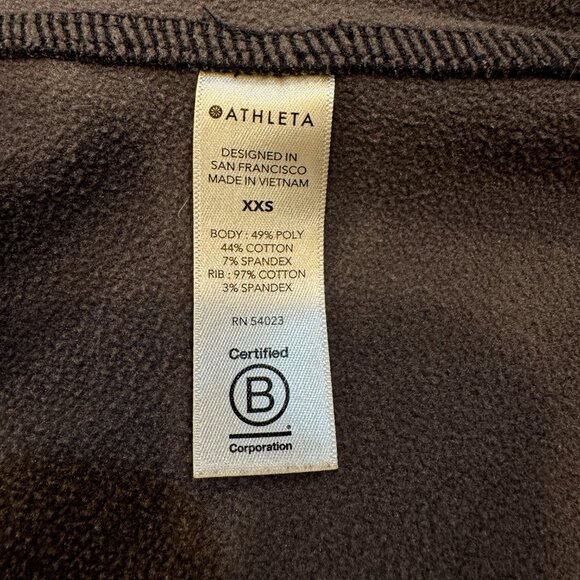 ATHLETA
DESIGNED IN
SAN FRANCISCO
MADE IN VIETNAM
XXS
BODY : 49% POLY
44% COTTON
7% SPANDEX
RIB : 97% COTTON
3% SPANDEX
RN 54023
Certified
B
Corporation